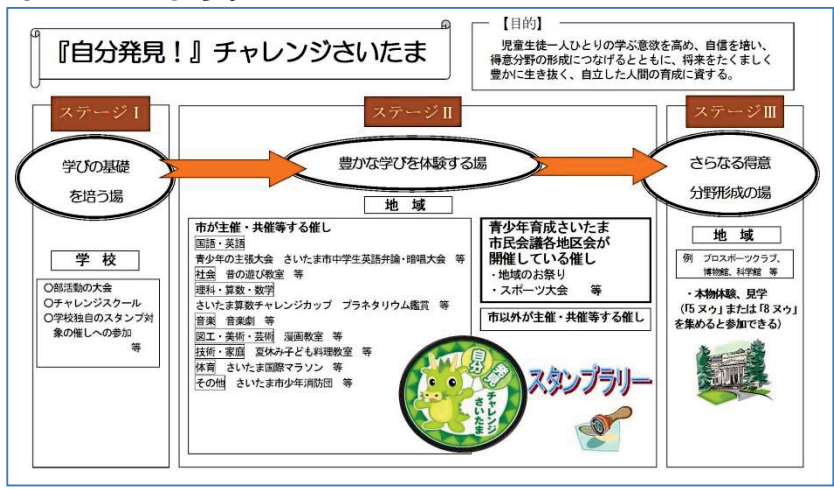 『自分発見！』チャレンジさいたま
【目的】
児童生徒一人ひとりの学ぶ意欲を高め、自信を培い、
得意分野の形成につなげるとともに、将来をたくましく
豊かに生き抜く、自立した人間の育成に資する。
ステージⅠ
学びの基礎
を培う場
学　校
○部活動の大会
○チャレンジスクール
○学校独自のスタンプ対
象の催しへの参加
等
ステージⅡ
豊かな学びを体験する場
地　域
市が主催・共催等する催し
国語・英語
青少年の主張大会　さいたま市中学生英語弁論・暗唱大会　等
社会　昔の遊び教室　等
理科・算数・数学
さいたま算数チャレンジカップ　プラネタリウム鑑賞　等
音楽　音楽劇　等
図工・美術・芸術　漫画教室　等
技術・家庭　夏休み子ども料理教室　等
体育　さいたま国際マラソン　等
その他　さいたま市少年消防団　等
青少年育成さいたま
市民会議各地区会が
開催している催し
・地域のお祭り
・スポーツ大会　　等
市以外が主催・共催等する催し
自分発見
チャレンジ
さいたま
スタンプラリー
ステージⅢ
さらなる得意
分野形成の場
地　域
例　プロスポーツクラブ、
博物館、科学館　等
・本物体験、見学
（「5 ヌゥ」または「8 ヌゥ」
を集めると参加できる）